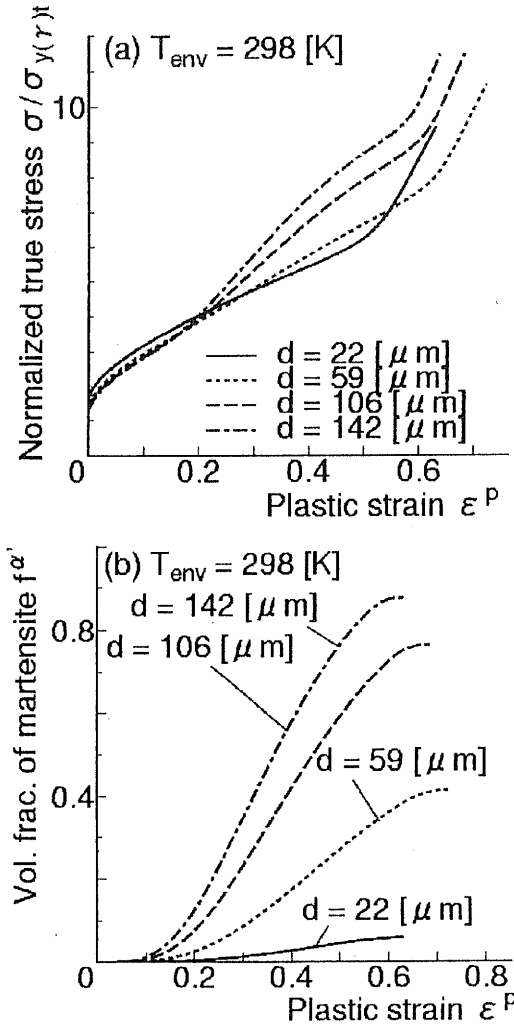 (a) T_env = 298 [K]
Normalized true stress σ/σ_y(r)t
10
d = 22 [μm]
d = 59 [μm]
d = 106 [μm]
d = 142 [μm]
0 0.2 0.4 0.6
Plastic strain ε^p
(b) T_env = 298 [K]
Vol. frac. of martensite f^α'
d = 142 [μm]
0.8
d = 106 [μm]
d = 59 [μm]
0.4
d = 22 [μm]
0 0.2 0.4 0.6 0.8
Plastic strain ε^p